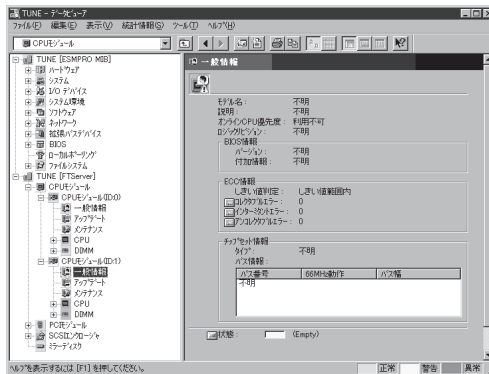 TUNE - ﾃﾞｰﾀﾋﾞｭｰｱ
ファイル(F) 編集(E) 表示(V) 統計情報(S) ツール(T) ヘルプ(H)
CPUモジュール
TUNE [ESMPRO MIB]
ハードウェア
システム
I/O デバイス
システム環境
ソフトウェア
ネットワーク
拡張バスデバイス
BIOS
ローカルポーリング
ファイルシステム
TUNE [FTServer]
CPUモジュール
CPUモジュール(ID:0)
一般情報
アップデート
メンテナンス
CPU
DIMM
CPUモジュール(ID:1)
一般情報
アップデート
メンテナンス
CPU
DIMM
PCIモジュール
SCSIエンクロージャ
ミラーディスク
一般情報
モデル名: 不明
説明: 不明
オンラインCPU優先度: 利用不可
ロジックリビジョン: 不明
BIOS情報
バージョン: 不明
付加情報: 不明
ECC情報
しきい値判定: しきい値範囲内
コレクタブルエラー: 0
インターミタントエラー: 0
アンコレクタブルエラー: 0
チップセット情報
タイプ: 不明
バス情報:
バス番号 66MHz動作 バス幅
不明
状態: (Empty)
ヘルプを表示するには [F1] を押してください。
正常 警告 異常